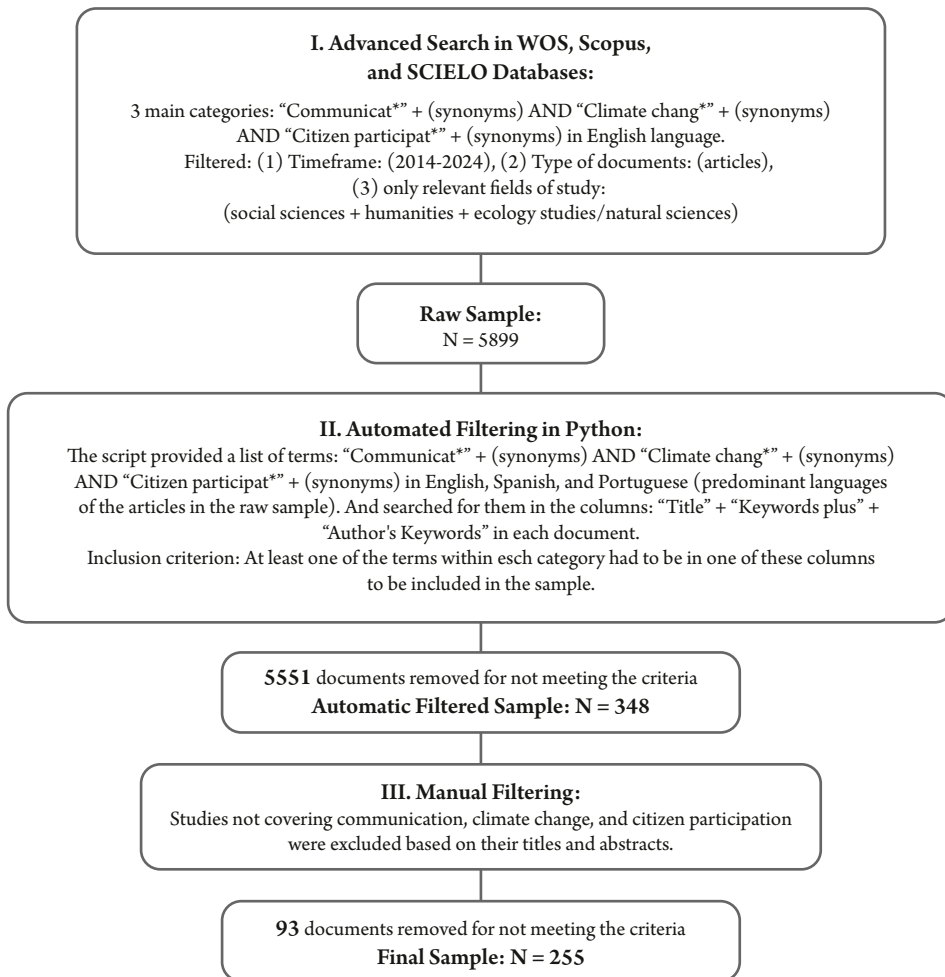 I. Advanced Search in WOS, Scopus,
and SCIELO Databases:
3 main categories: “Communicat*” + (synonyms) AND “Climate chang*” + (synonyms)
AND “Citizen participat*” + (synonyms) in English language.
Filtered: (1) Timeframe: (2014-2024), (2) Type of documents: (articles),
(3) only relevant fields of study:
(social sciences + humanities + ecology studies/natural sciences)
Raw Sample:
N = 5899
II. Automated Filtering in Python:
The script provided a list of terms: “Communicat*” + (synonyms) AND “Climate chang*” + (synonyms)
AND “Citizen participat*” + (synonyms) in English, Spanish, and Portuguese (predominant languages
of the articles in the raw sample). And searched for them in the columns: “Title” + “Keywords plus” +
“Author's Keywords” in each document.
Inclusion criterion: At least one of the terms within esch category had to be in one of these columns
to be included in the sample.
5551 documents removed for not meeting the criteria
Automatic Filtered Sample: N = 348
III. Manual Filtering:
Studies not covering communication, climate change, and citizen participation
were excluded based on their titles and abstracts.
93 documents removed for not meeting the criteria
Final Sample: N = 255